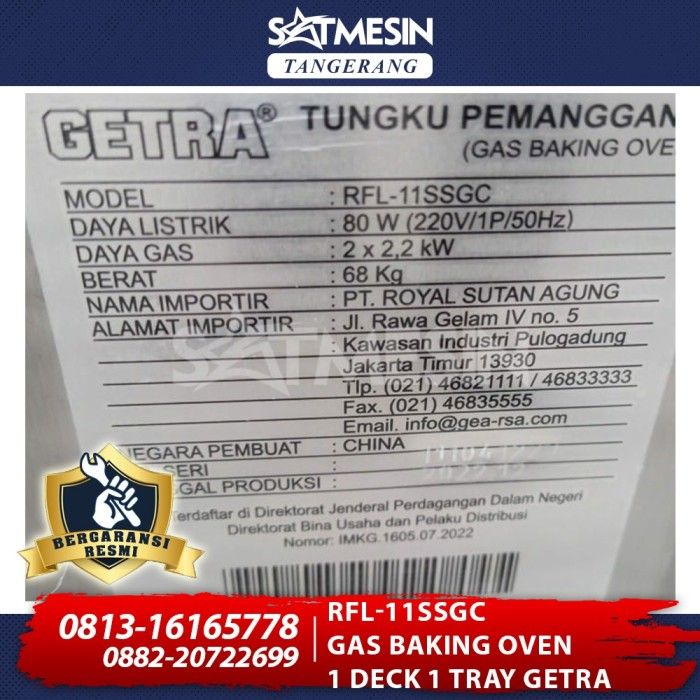 SATMESIN
TANGERANG
GETRA® TUNGKU PEMANGGAN
(GAS BAKING OVE
MODEL : RFL-11SSGC
DAYA LISTRIK : 80 W (220V/1P/50Hz)
DAYA GAS : 2 x 2,2 kW
BERAT : 68 Kg
NAMA IMPORTIR : PT. ROYAL SUTAN AGUNG
ALAMAT IMPORTIR : Jl. Rawa Gelam IV no. 5
: Kawasan Industri Pulogadung
Jakarta Timur 13930
Tlp. (021) 46821111 / 46833333
Fax. (021) 46835555
Email. info@gea-rsa.com
NEGARA PEMBUAT : CHINA
SERI :
GAL PRODUKSI :
Terdaftar di Direktorat Jenderal Perdagangan Dalam Negeri
Direktorat Bina Usaha dan Pelaku Distribusi
Nomor: IMKG.1605.07.2022
SATMESIN
BERGARANSI
RESMI
0813-16165778
0882-20722699
RFL-11SSGC
GAS BAKING OVEN
1 DECK 1 TRAY GETRA